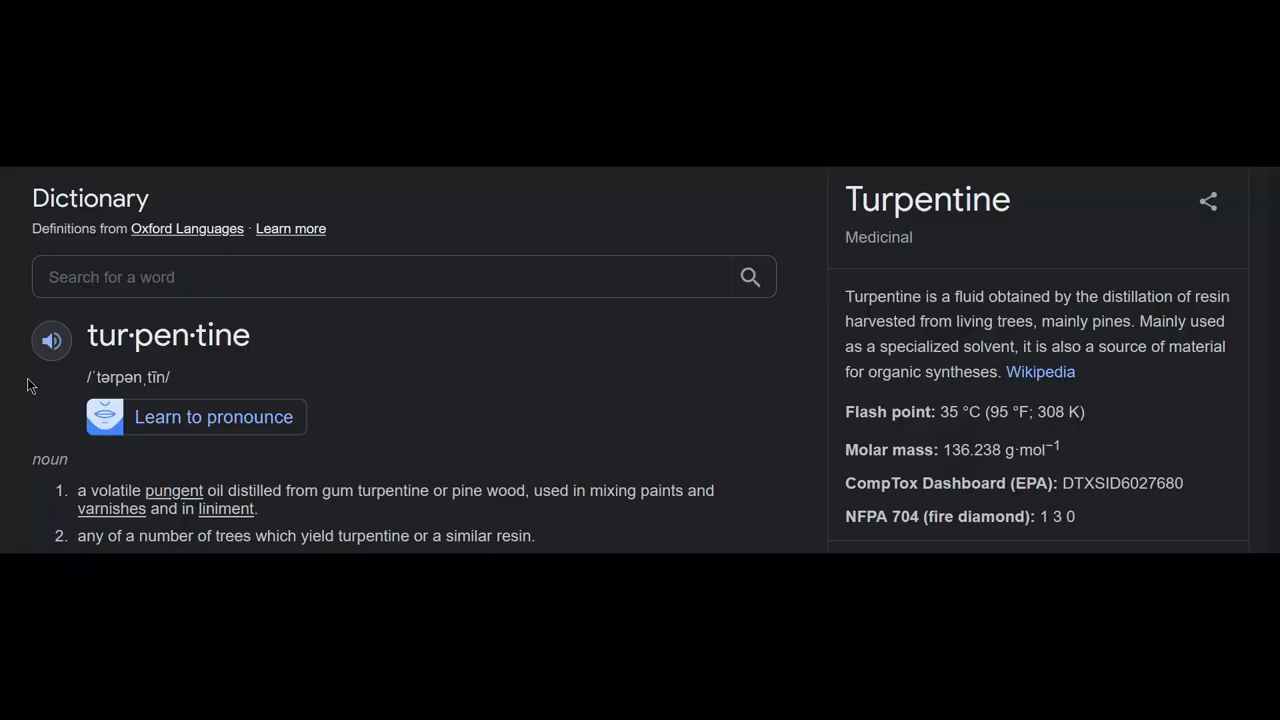 Dictionary
Definitions from Oxford Languages · Learn more
Search for a word
tur·pen·tine
/ˈtərpənˌtīn/
Learn to pronounce
noun
1. a volatile pungent oil distilled from gum turpentine or pine wood, used in mixing paints and
varnishes and in liniment.
2. any of a number of trees which yield turpentine or a similar resin.
Turpentine
Medicinal
Turpentine is a fluid obtained by the distillation of resin
harvested from living trees, mainly pines. Mainly used
as a specialized solvent, it is also a source of material
for organic syntheses. Wikipedia
Flash point: 35 °C (95 °F; 308 K)
Molar mass: 136.238 g·mol⁻¹
CompTox Dashboard (EPA): DTXSID6027680
NFPA 704 (fire diamond): 1 3 0